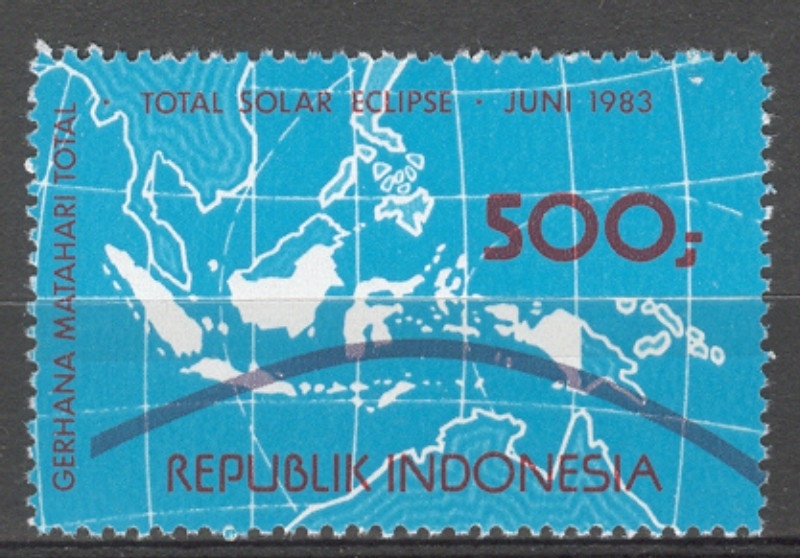 TOTAL SOLAR ECLIPSE · JUNI 1983
GERHANA MATAHARI TOTAL
500,-
REPUBLIK INDONESIA